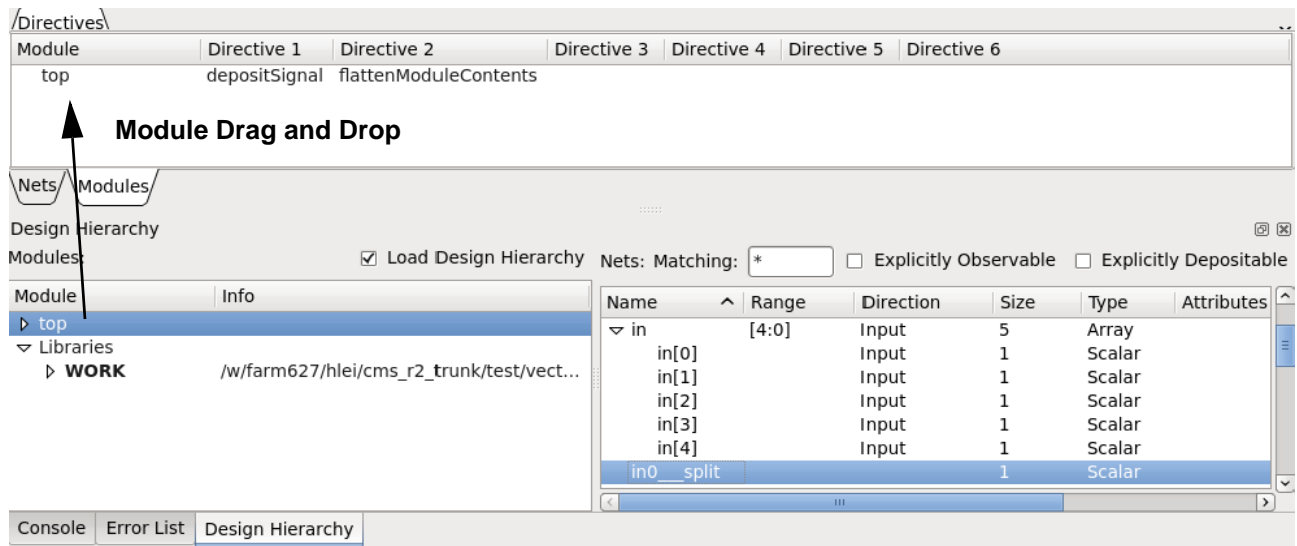 Directives
Module Directive 1 Directive 2 Directive 3 Directive 4 Directive 5 Directive 6
top depositSignal flattenModuleContents
Module Drag and Drop
Nets Modules
Design Hierarchy
Modules: Load Design Hierarchy Nets: Matching: * Explicitly Observable Explicitly Depositable
Module Info
Name Range Direction Size Type Attributes
top
in [4:0] Input 5 Array
Libraries
in[0] Input 1 Scalar
WORK /w/farm627/hlei/cms_r2_trunk/test/vect...
in[1] Input 1 Scalar
in[2] Input 1 Scalar
in[3] Input 1 Scalar
in[4] Input 1 Scalar
in0___split 1 Scalar
Console Error List Design Hierarchy